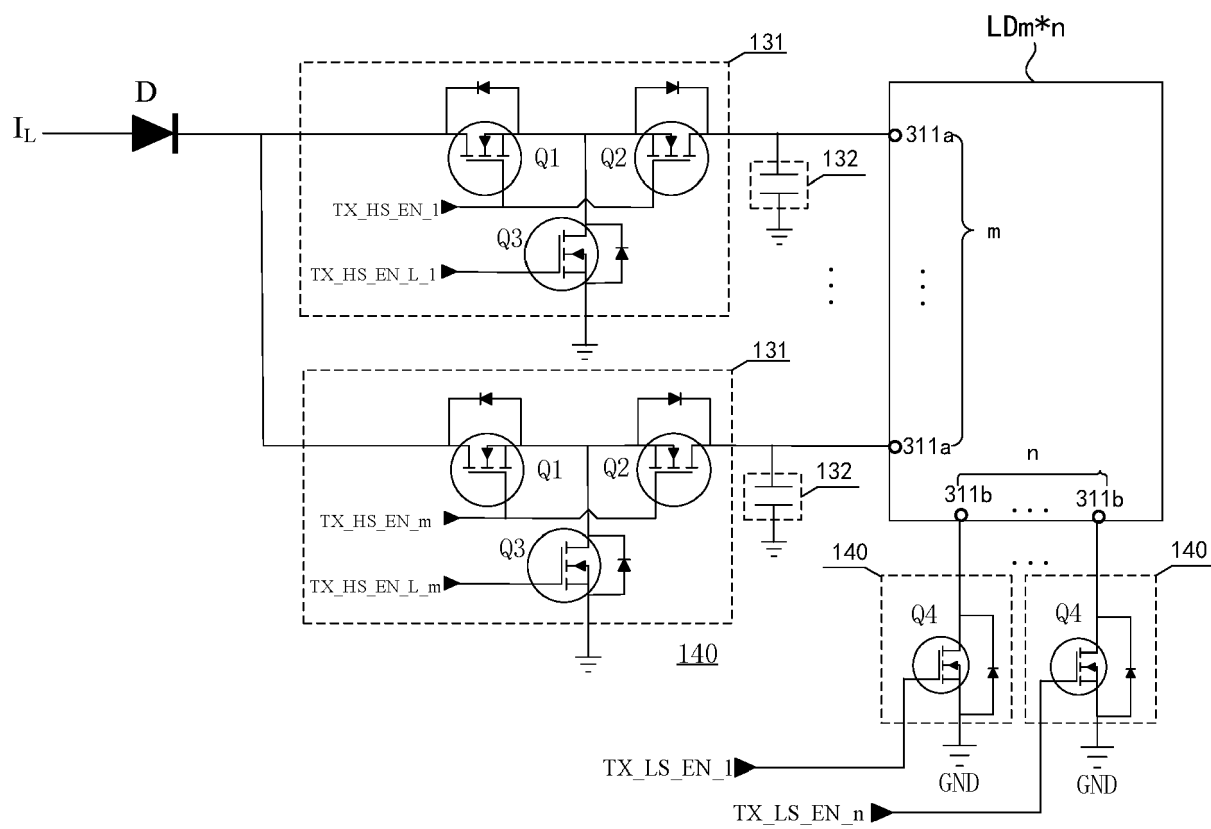 LDm*n
131
D
I_L
Q1
Q2
311a
132
TX_HS_EN_1
m
Q3
TX_HS_EN_L_1
. . .
. . .
131
311a
Q1
Q2
132
n
311b
. . .
311b
TX_HS_EN_m
Q3
TX_HS_EN_L_m
140
. . .
140
Q4
Q4
140
TX_LS_EN_1
GND
GND
TX_LS_EN_n